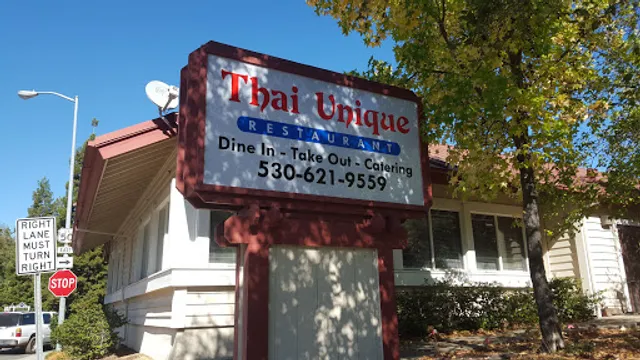 Thai Unique
RESTAURANT
Dine In - Take Out - Catering
530-621-9559
RIGHT
LANE
MUST
TURN
RIGHT
STOP